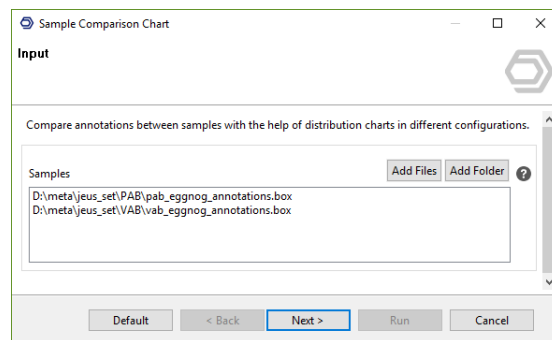 Sample Comparison Chart
Input
Compare annotations between samples with the help of distribution charts in different configurations.
Samples
Add Files
Add Folder
D:\meta\jeus_set\PAB\pab_eggnog_annotations.box
D:\meta\jeus_set\VAB\vab_eggnog_annotations.box
Default
< Back
Next >
Run
Cancel